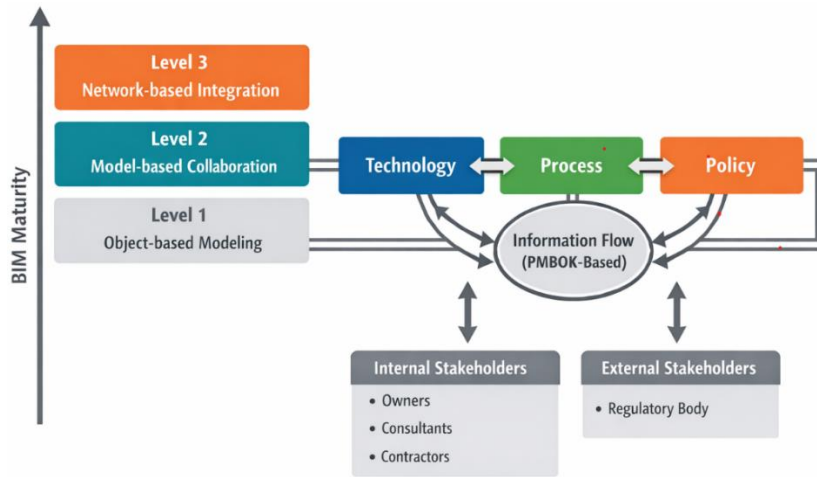 BIM Maturity
Level 3
Network-based Integration
Level 2
Model-based Collaboration
Level 1
Object-based Modeling
Technology
Process
Policy
Information Flow
(PMBOK-Based)
Internal Stakeholders
• Owners
• Consultants
• Contractors
External Stakeholders
• Regulatory Body